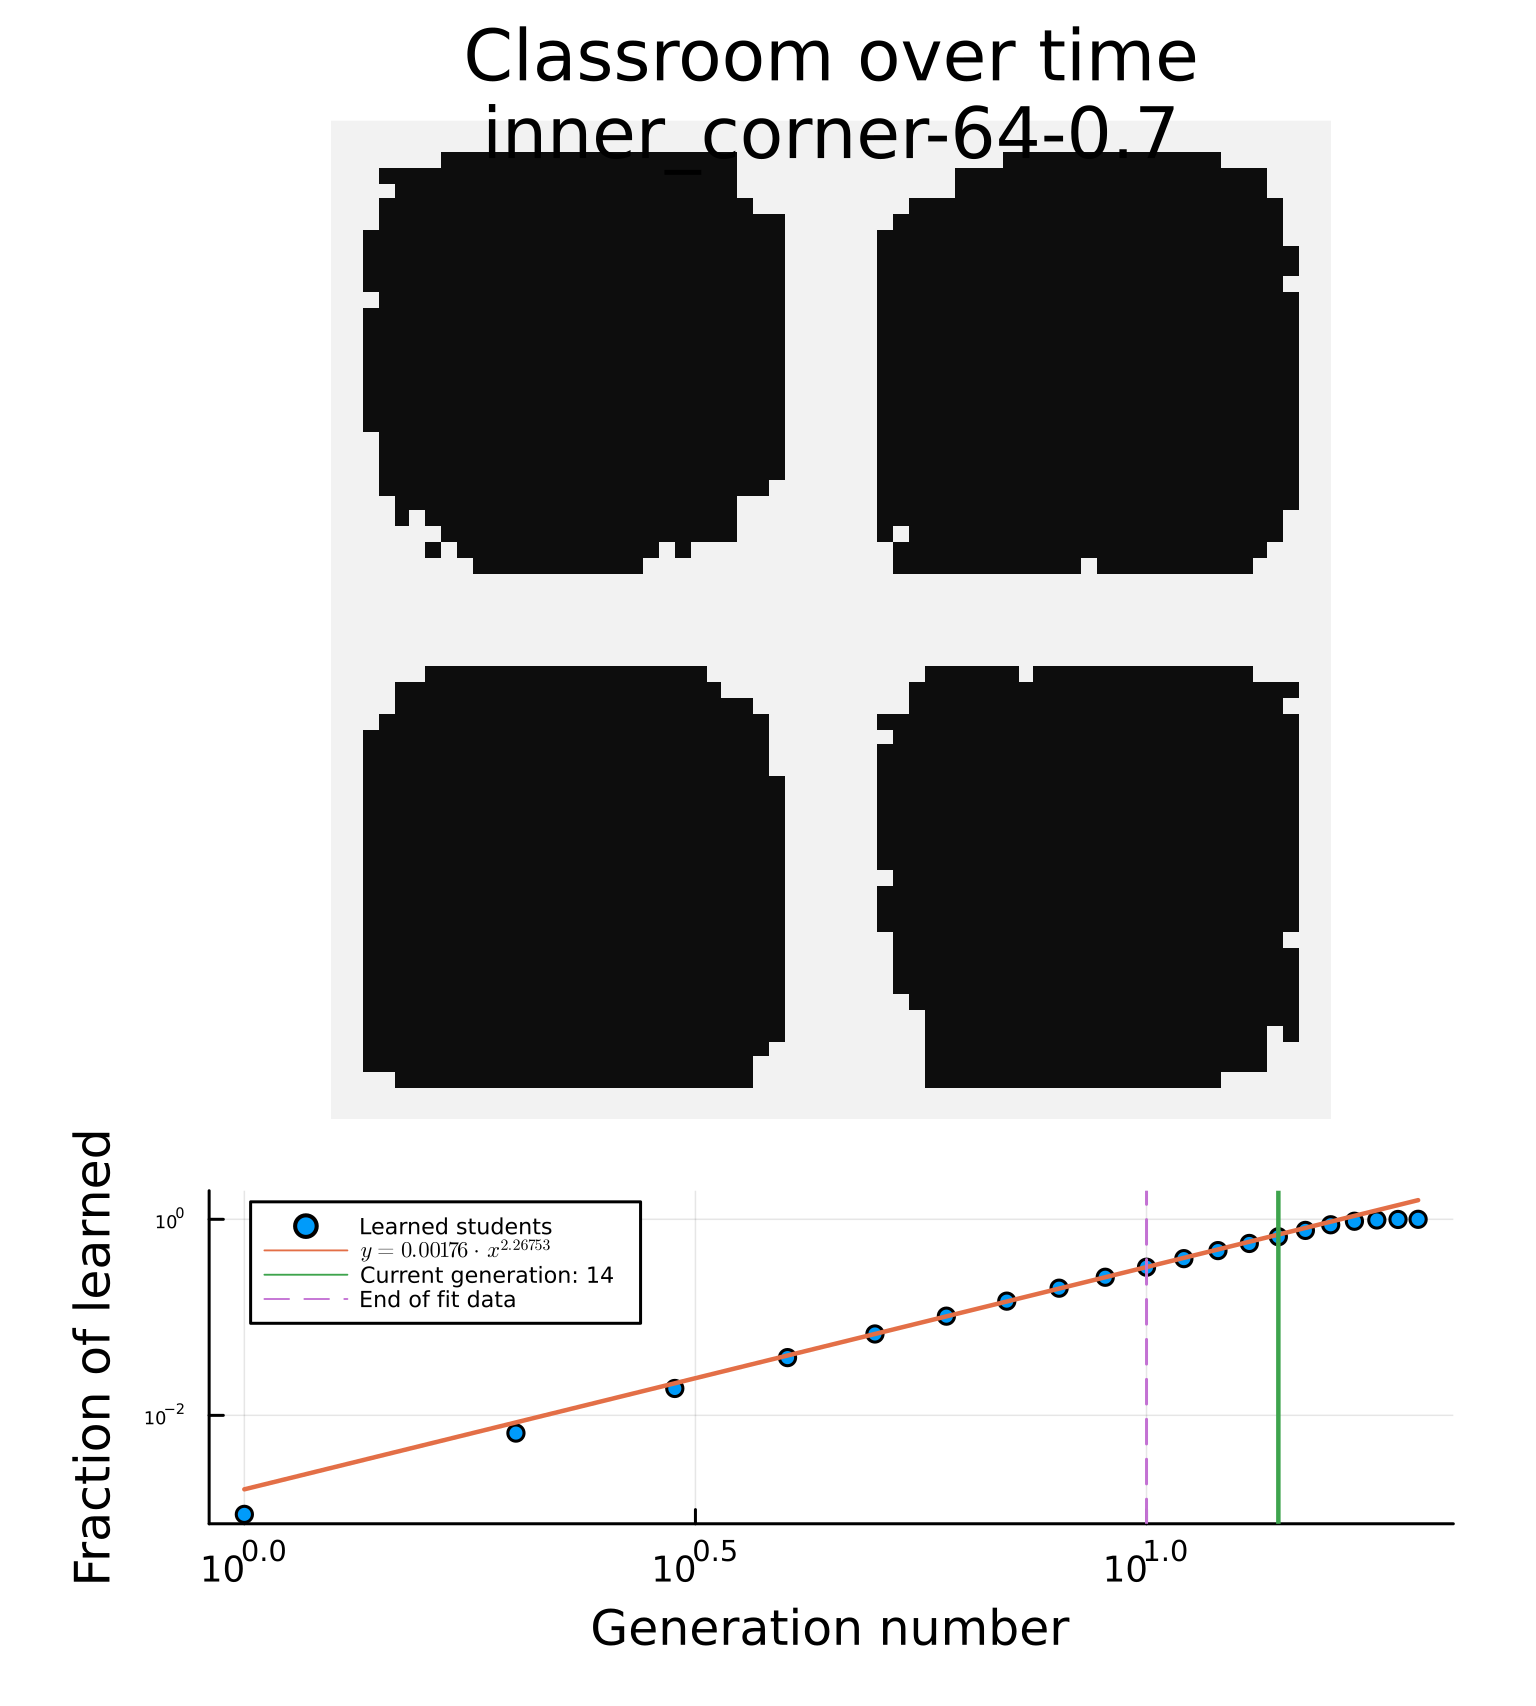 Classroom over time
inner_corner-64-0.7
Fraction of learned
10^0
10^−2
Learned students
y = 0.00176 · x^2.26753
Current generation: 14
End of fit data
10^0.0
10^0.5
10^1.0
Generation number